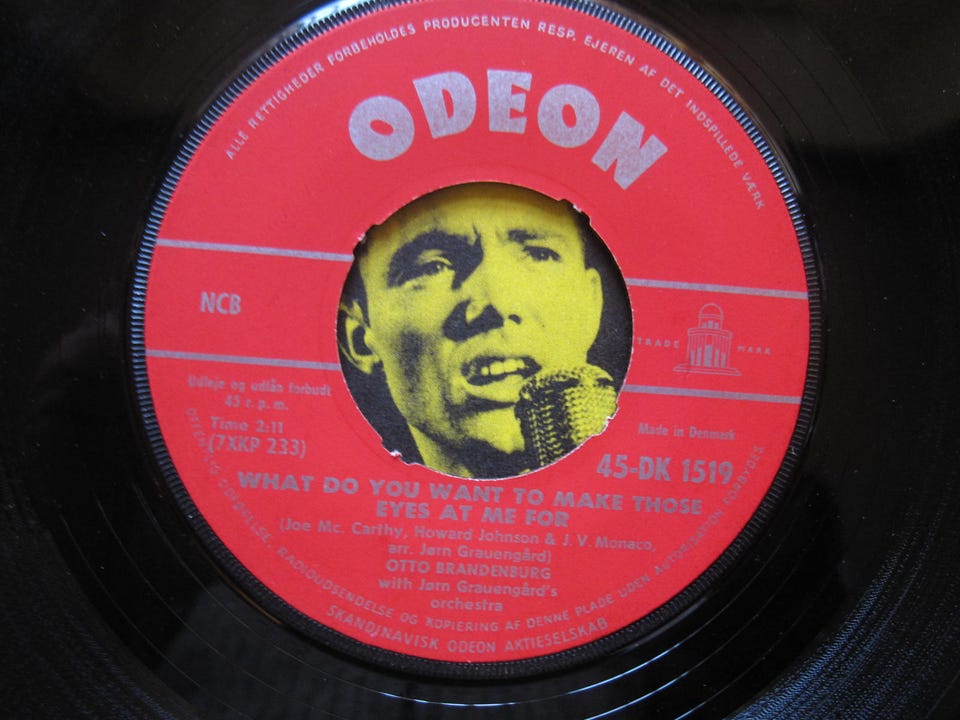 ALLE RETTIGHEDER FORBEHOLDES PRODUCENTEN RESP. EJEREN AF DET INDSPILLEDE VÆRK
ODEON
NCB
TRADE MARK
Udleje og udlån forbudt
45 r.p.m.
Time 2:11
(7XKP 233)
Made in Denmark
45-DK 1519
WHAT DO YOU WANT TO MAKE THOSE
EYES AT ME FOR
(Joe Mc. Carthy, Howard Johnson & J. V. Monaco,
arr. Jørn Grauengård)
OTTO BRANDENBURG
with Jørn Grauengård's
orchestra
OFFENTLIG UDFØRELSE, RADIOUDSENDELSE OG KOPIERING AF DENNE PLADE UDEN AUTORISATION FORBYDES
SKANDINAVISK ODEON AKTIESELSKAB